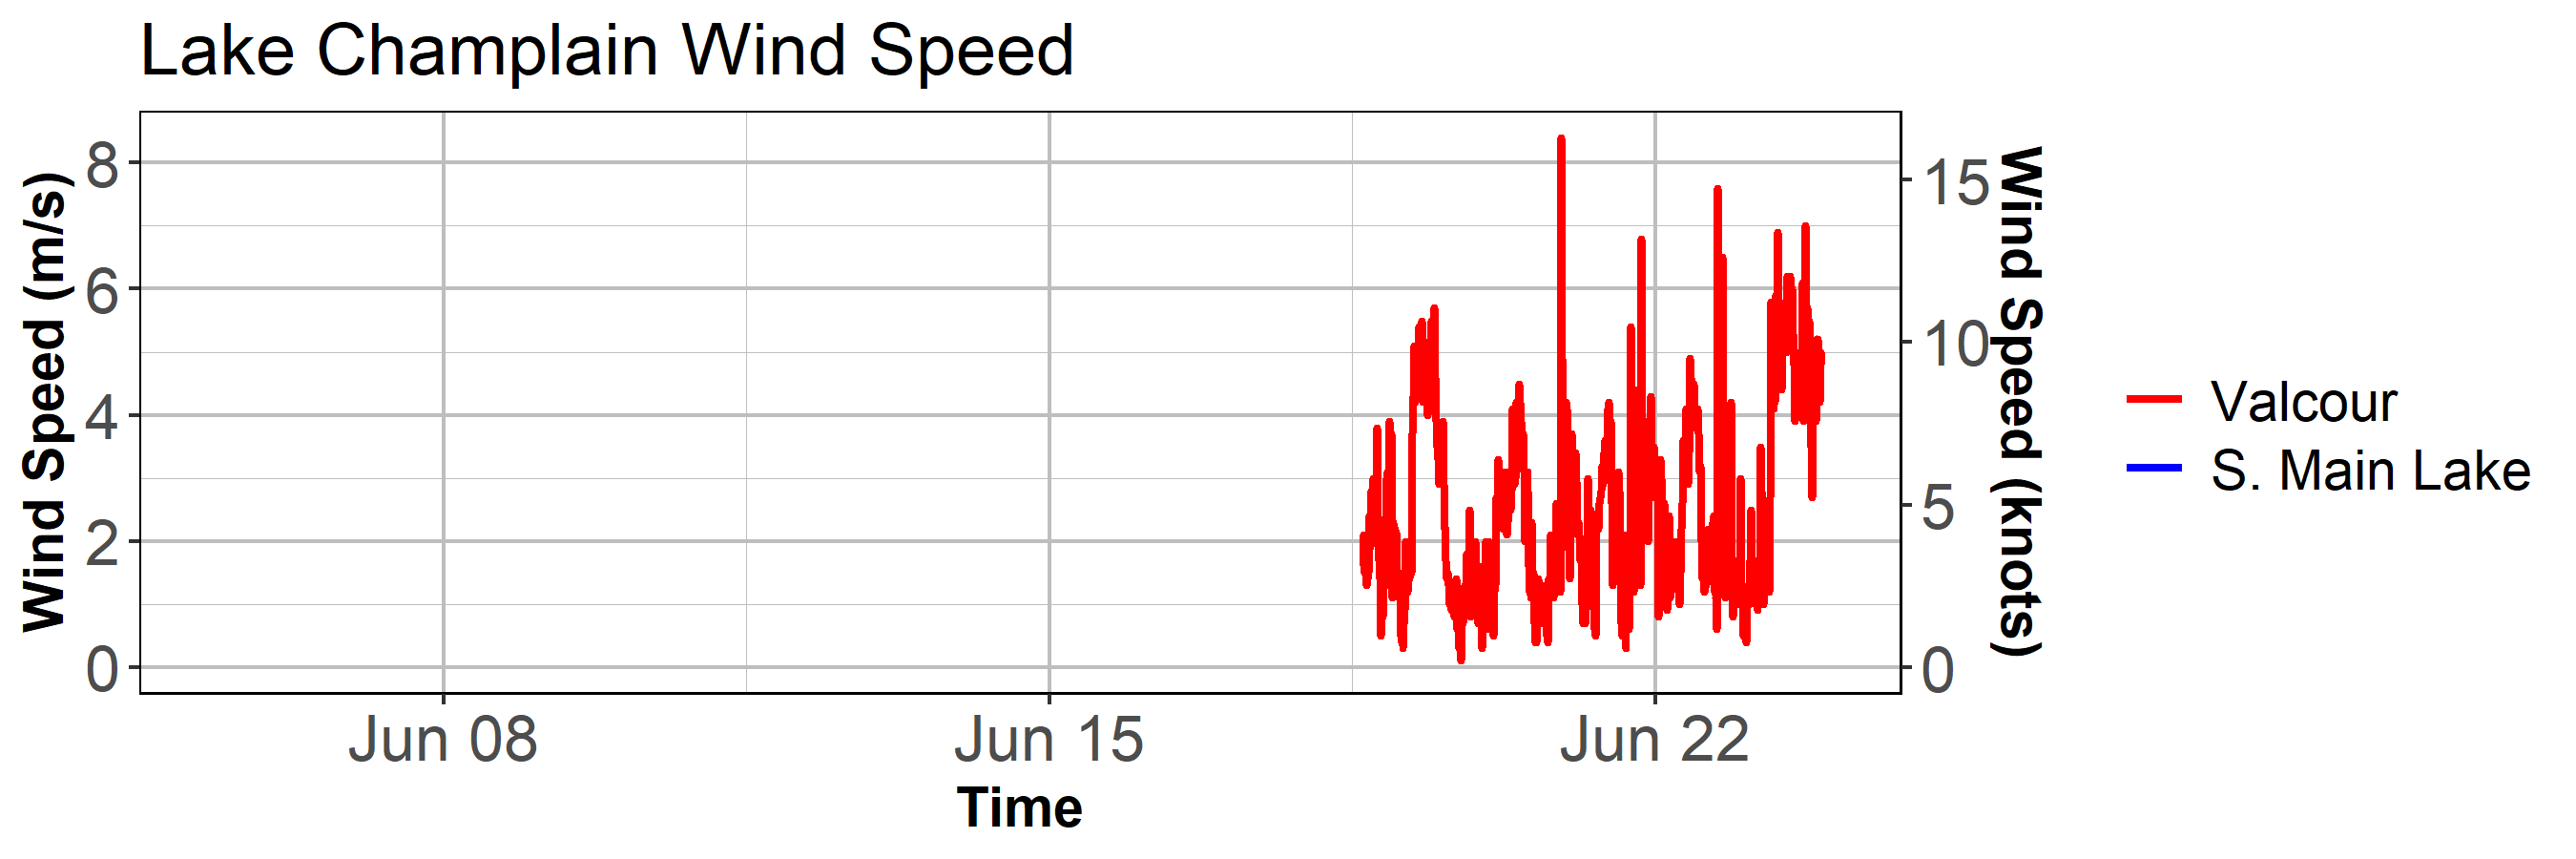 Lake Champlain Wind Speed
Wind Speed (m/s)
8
6
4
2
0
15
10
5
0
Wind Speed (knots)
Jun 08
Jun 15
Jun 22
Time
Valcour
S. Main Lake